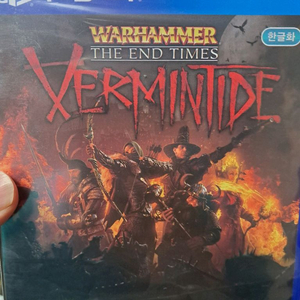 한글화
WARHAMMER
THE END TIMES
VERMINTIDE